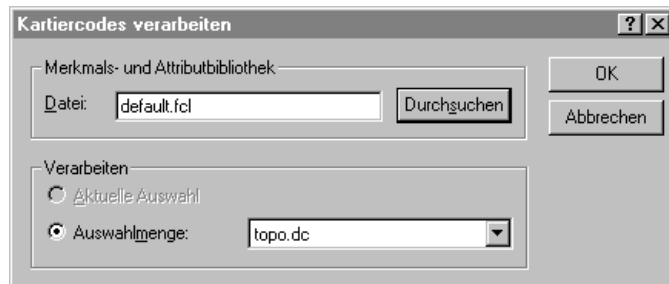 Kartiercodes verarbeiten
Merkmals- und Attributbibliothek
Datei: default.fcl Durchsuchen
OK
Abbrechen
Verarbeiten
Aktuelle Auswahl
Auswahlmenge: topo.dc